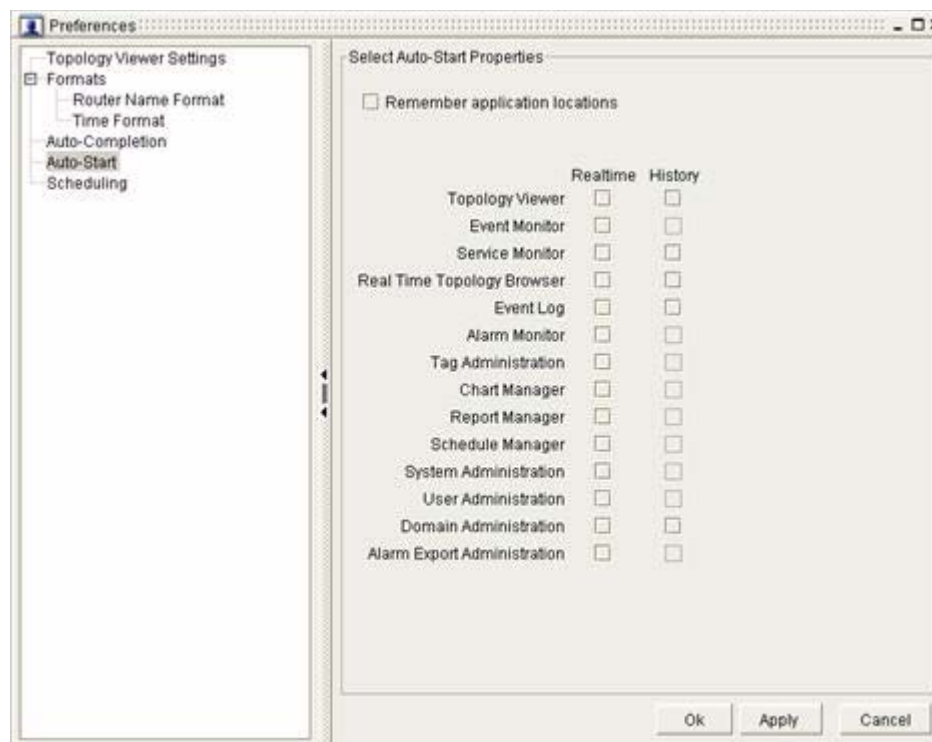 Preferences
Topology Viewer Settings
Formats
Router Name Format
Time Format
Auto-Completion
Auto-Start
Scheduling
Select Auto-Start Properties
Remember application locations
Realtime History
Topology Viewer
Event Monitor
Service Monitor
Real Time Topology Browser
Event Log
Alarm Monitor
Tag Administration
Chart Manager
Report Manager
Schedule Manager
System Administration
User Administration
Domain Administration
Alarm Export Administration
Ok Apply Cancel